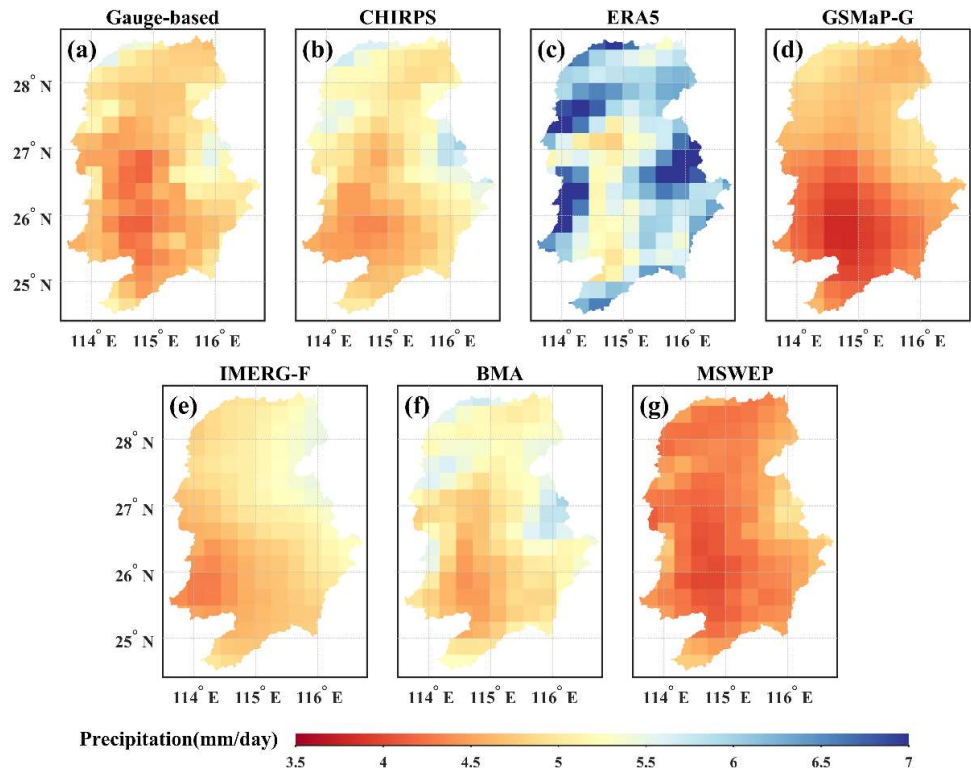 Gauge-based CHIRPS ERA5 GSMaP-G
(a) (b) (c) (d)
28° N
27° N
26° N
25° N
114° E 115° E 116° E 114° E 115° E 116° E 114° E 115° E 116° E 114° E 115° E 116° E
IMERG-F BMA MSWEP
(e) (f) (g)
28° N
27° N
26° N
25° N
114° E 115° E 116° E 114° E 115° E 116° E 114° E 115° E 116° E
Precipitation(mm/day)
3.5 4 4.5 5 5.5 6 6.5 7